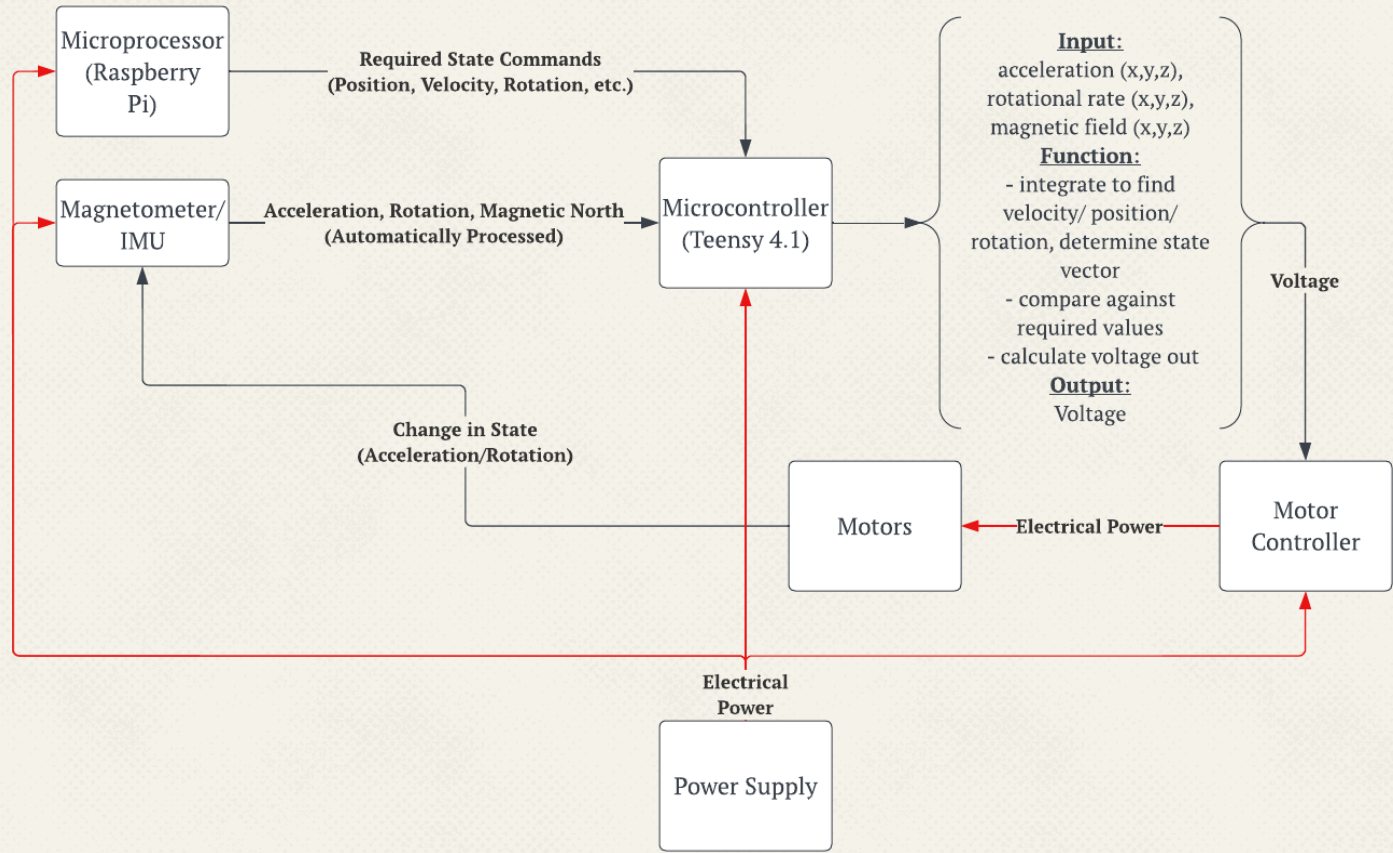 Microprocessor
(Raspberry
Pi)
Required State Commands
(Position, Velocity, Rotation, etc.)
Magnetometer/
IMU
Acceleration, Rotation, Magnetic North
(Automatically Processed)
Microcontroller
(Teensy 4.1)
Input:
acceleration (x,y,z),
rotational rate (x,y,z),
magnetic field (x,y,z)
Function:
- integrate to find
velocity/ position/
rotation, determine state
vector
- compare against
required values
- calculate voltage out
Output:
Voltage
Voltage
Change in State
(Acceleration/Rotation)
Motors
Electrical Power
Motor
Controller
Electrical
Power
Power Supply